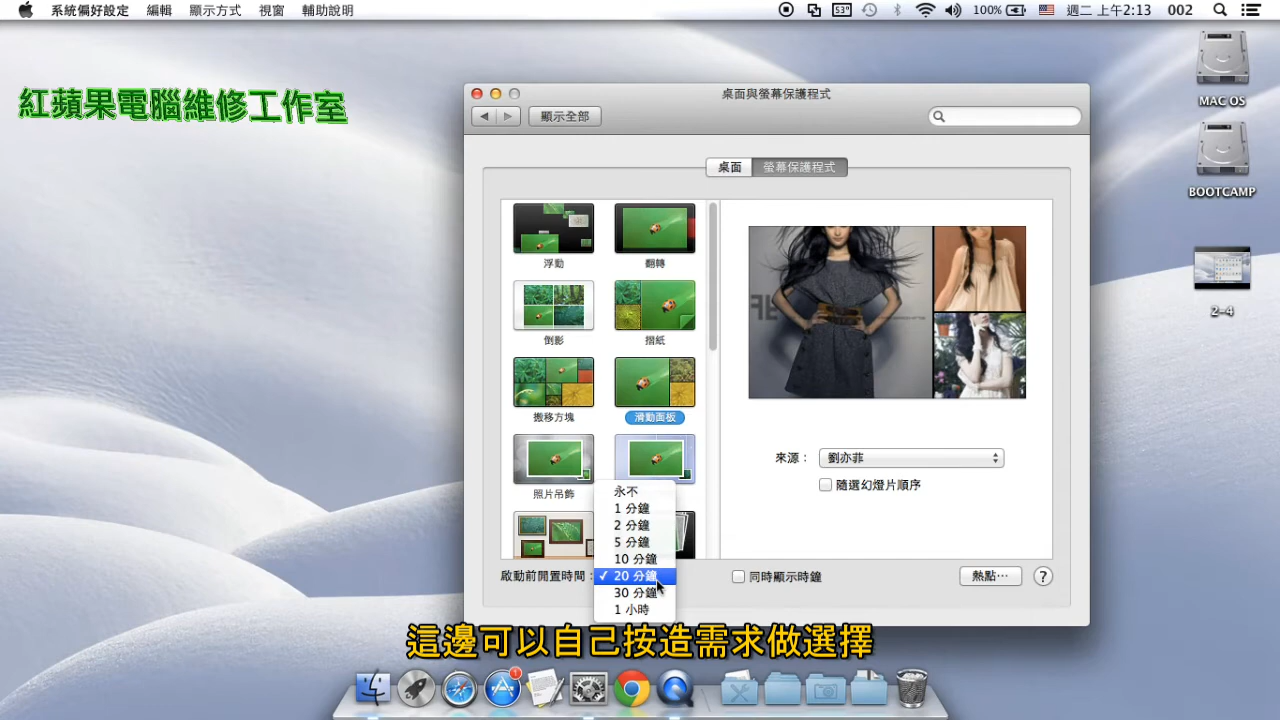 系統偏好設定 編輯 顯示方式 視窗 輔助說明
53° 100% 週二 上午2:13 002
紅蘋果電腦維修工作室
MAC OS
BOOTCAMP
2-4
桌面與螢幕保護程式
顯示全部
桌面 螢幕保護程式
浮動 翻轉
倒影 摺紙
搬移方塊 滑動面板
照片吊飾
來源： 劉亦菲
隨選幻燈片順序
永不
1 分鐘
2 分鐘
5 分鐘
10 分鐘
啟動前閒置時間： ✓ 20 分鐘 同時顯示時鐘 熱點… ?
30 分鐘
1 小時
這邊可以自己按造需求做選擇
1